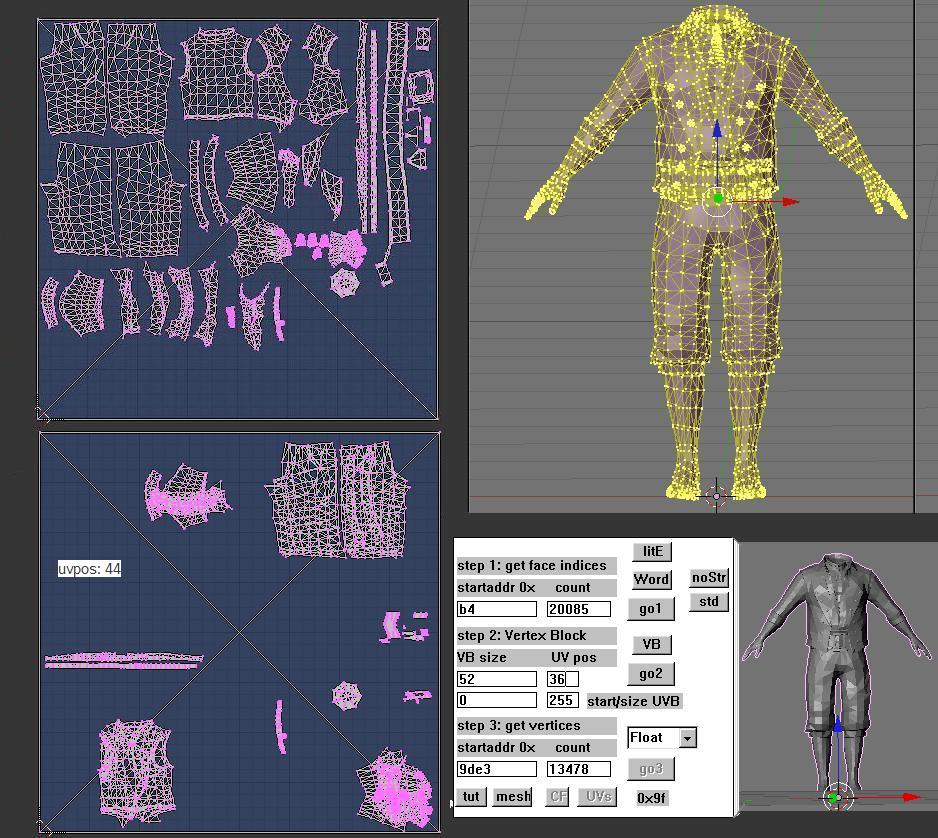 uvpos: 44
litE
step 1: get face indices
startaddr 0x count
Word
noStr
b4 20085
go1
std
step 2: Vertex Block
VB size UV pos
VB
52 36
go2
0 255 start/size UVB
step 3: get vertices
startaddr 0x count
Float
9de3 13478
go3
tut mesh CF UVs 0x9f